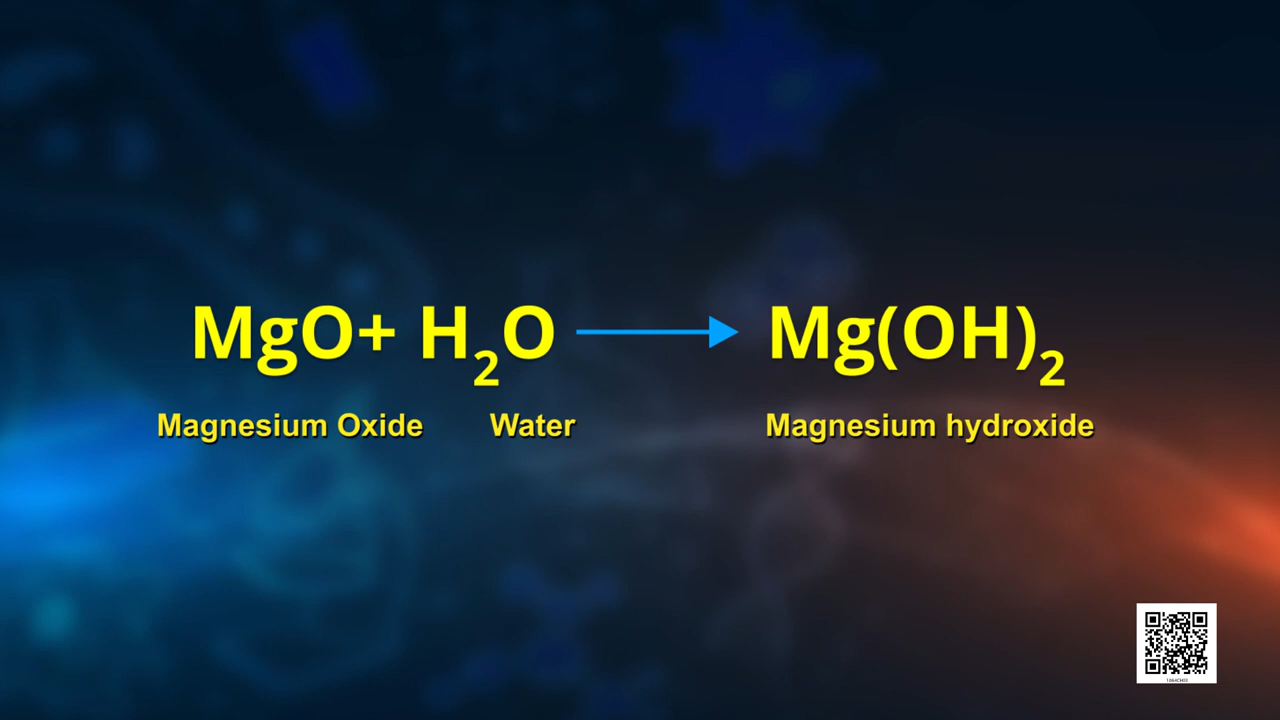 MgO+ H₂O → Mg(OH)₂
Magnesium Oxide Water Magnesium hydroxide